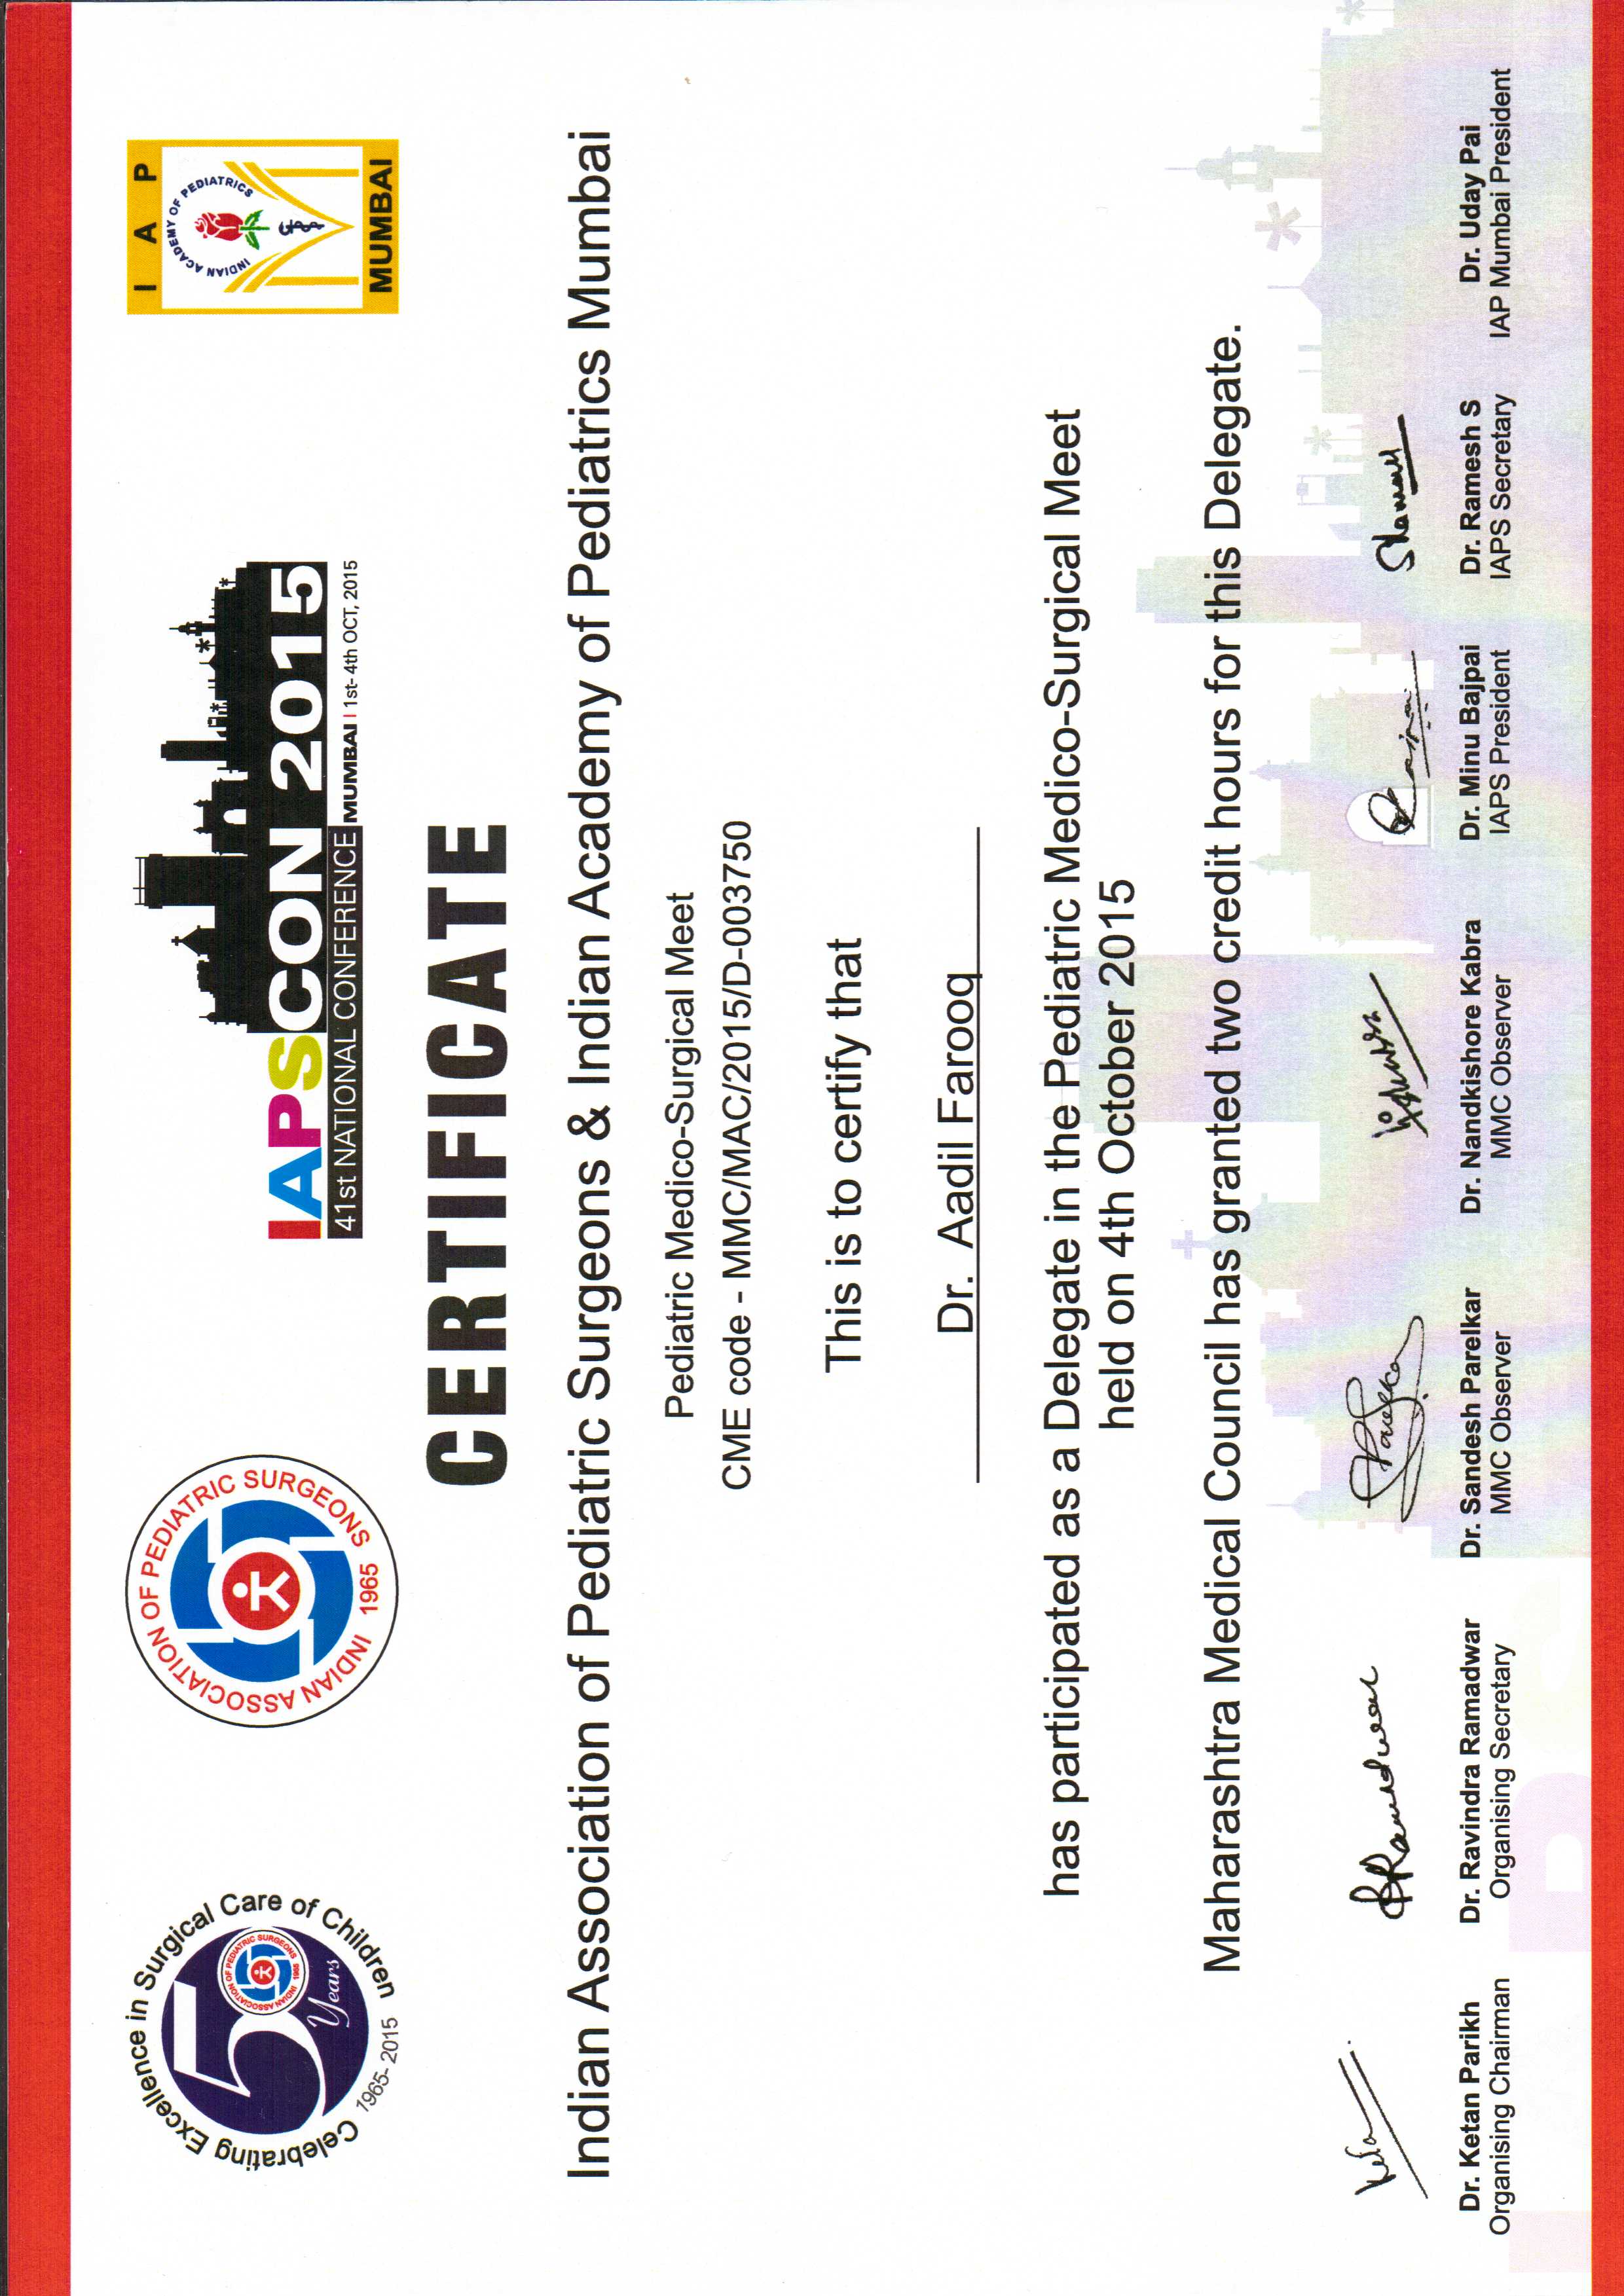 Celebrating Excellence in Surgical Care of Children
50
Years
INDIAN ASSOCIATION OF PEDIATRIC SURGEONS 1965
1965-2015
INDIAN ASSOCIATION OF PEDIATRIC SURGEONS 1965
IAPSCON 2015
41st NATIONAL CONFERENCE MUMBAI | 1st-4th OCT, 2015
I A P
INDIAN ACADEMY OF PEDIATRICS
MUMBAI
CERTIFICATE
Indian Association of Pediatric Surgeons & Indian Academy of Pediatrics Mumbai
Pediatric Medico-Surgical Meet
CME code - MMC/MAC/2015/D-003750
This is to certify that
Dr. Aadil Farooq
has participated as a Delegate in the Pediatric Medico-Surgical Meet
held on 4th October 2015
Maharashtra Medical Council has granted two credit hours for this Delegate.
Dr. Ketan Parikh
Organising Chairman
Dr. Ravindra Ramadwar
Organising Secretary
Dr. Sandesh Parelkar
MMC Observer
Dr. Nandkishore Kabra
MMC Observer
Dr. Minu Bajpai
IAPS President
Dr. Ramesh S
IAPS Secretary
Dr. Uday Pai
IAP Mumbai President